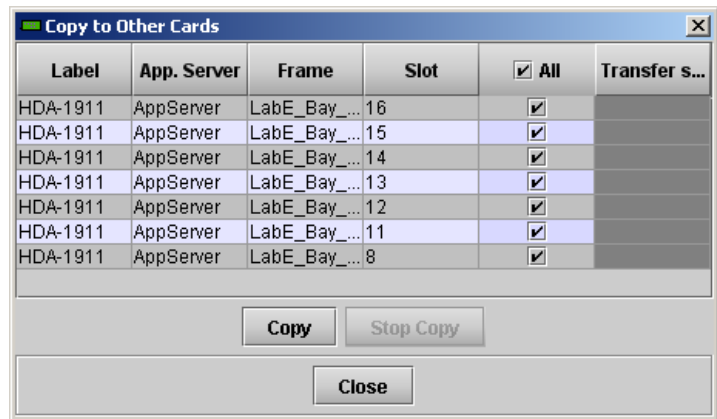 Copy to Other Cards
Label App. Server Frame Slot All Transfer s...
HDA-1911 AppServer LabE_Bay_... 16
HDA-1911 AppServer LabE_Bay_... 15
HDA-1911 AppServer LabE_Bay_... 14
HDA-1911 AppServer LabE_Bay_... 13
HDA-1911 AppServer LabE_Bay_... 12
HDA-1911 AppServer LabE_Bay_... 11
HDA-1911 AppServer LabE_Bay_... 8
Copy Stop Copy
Close